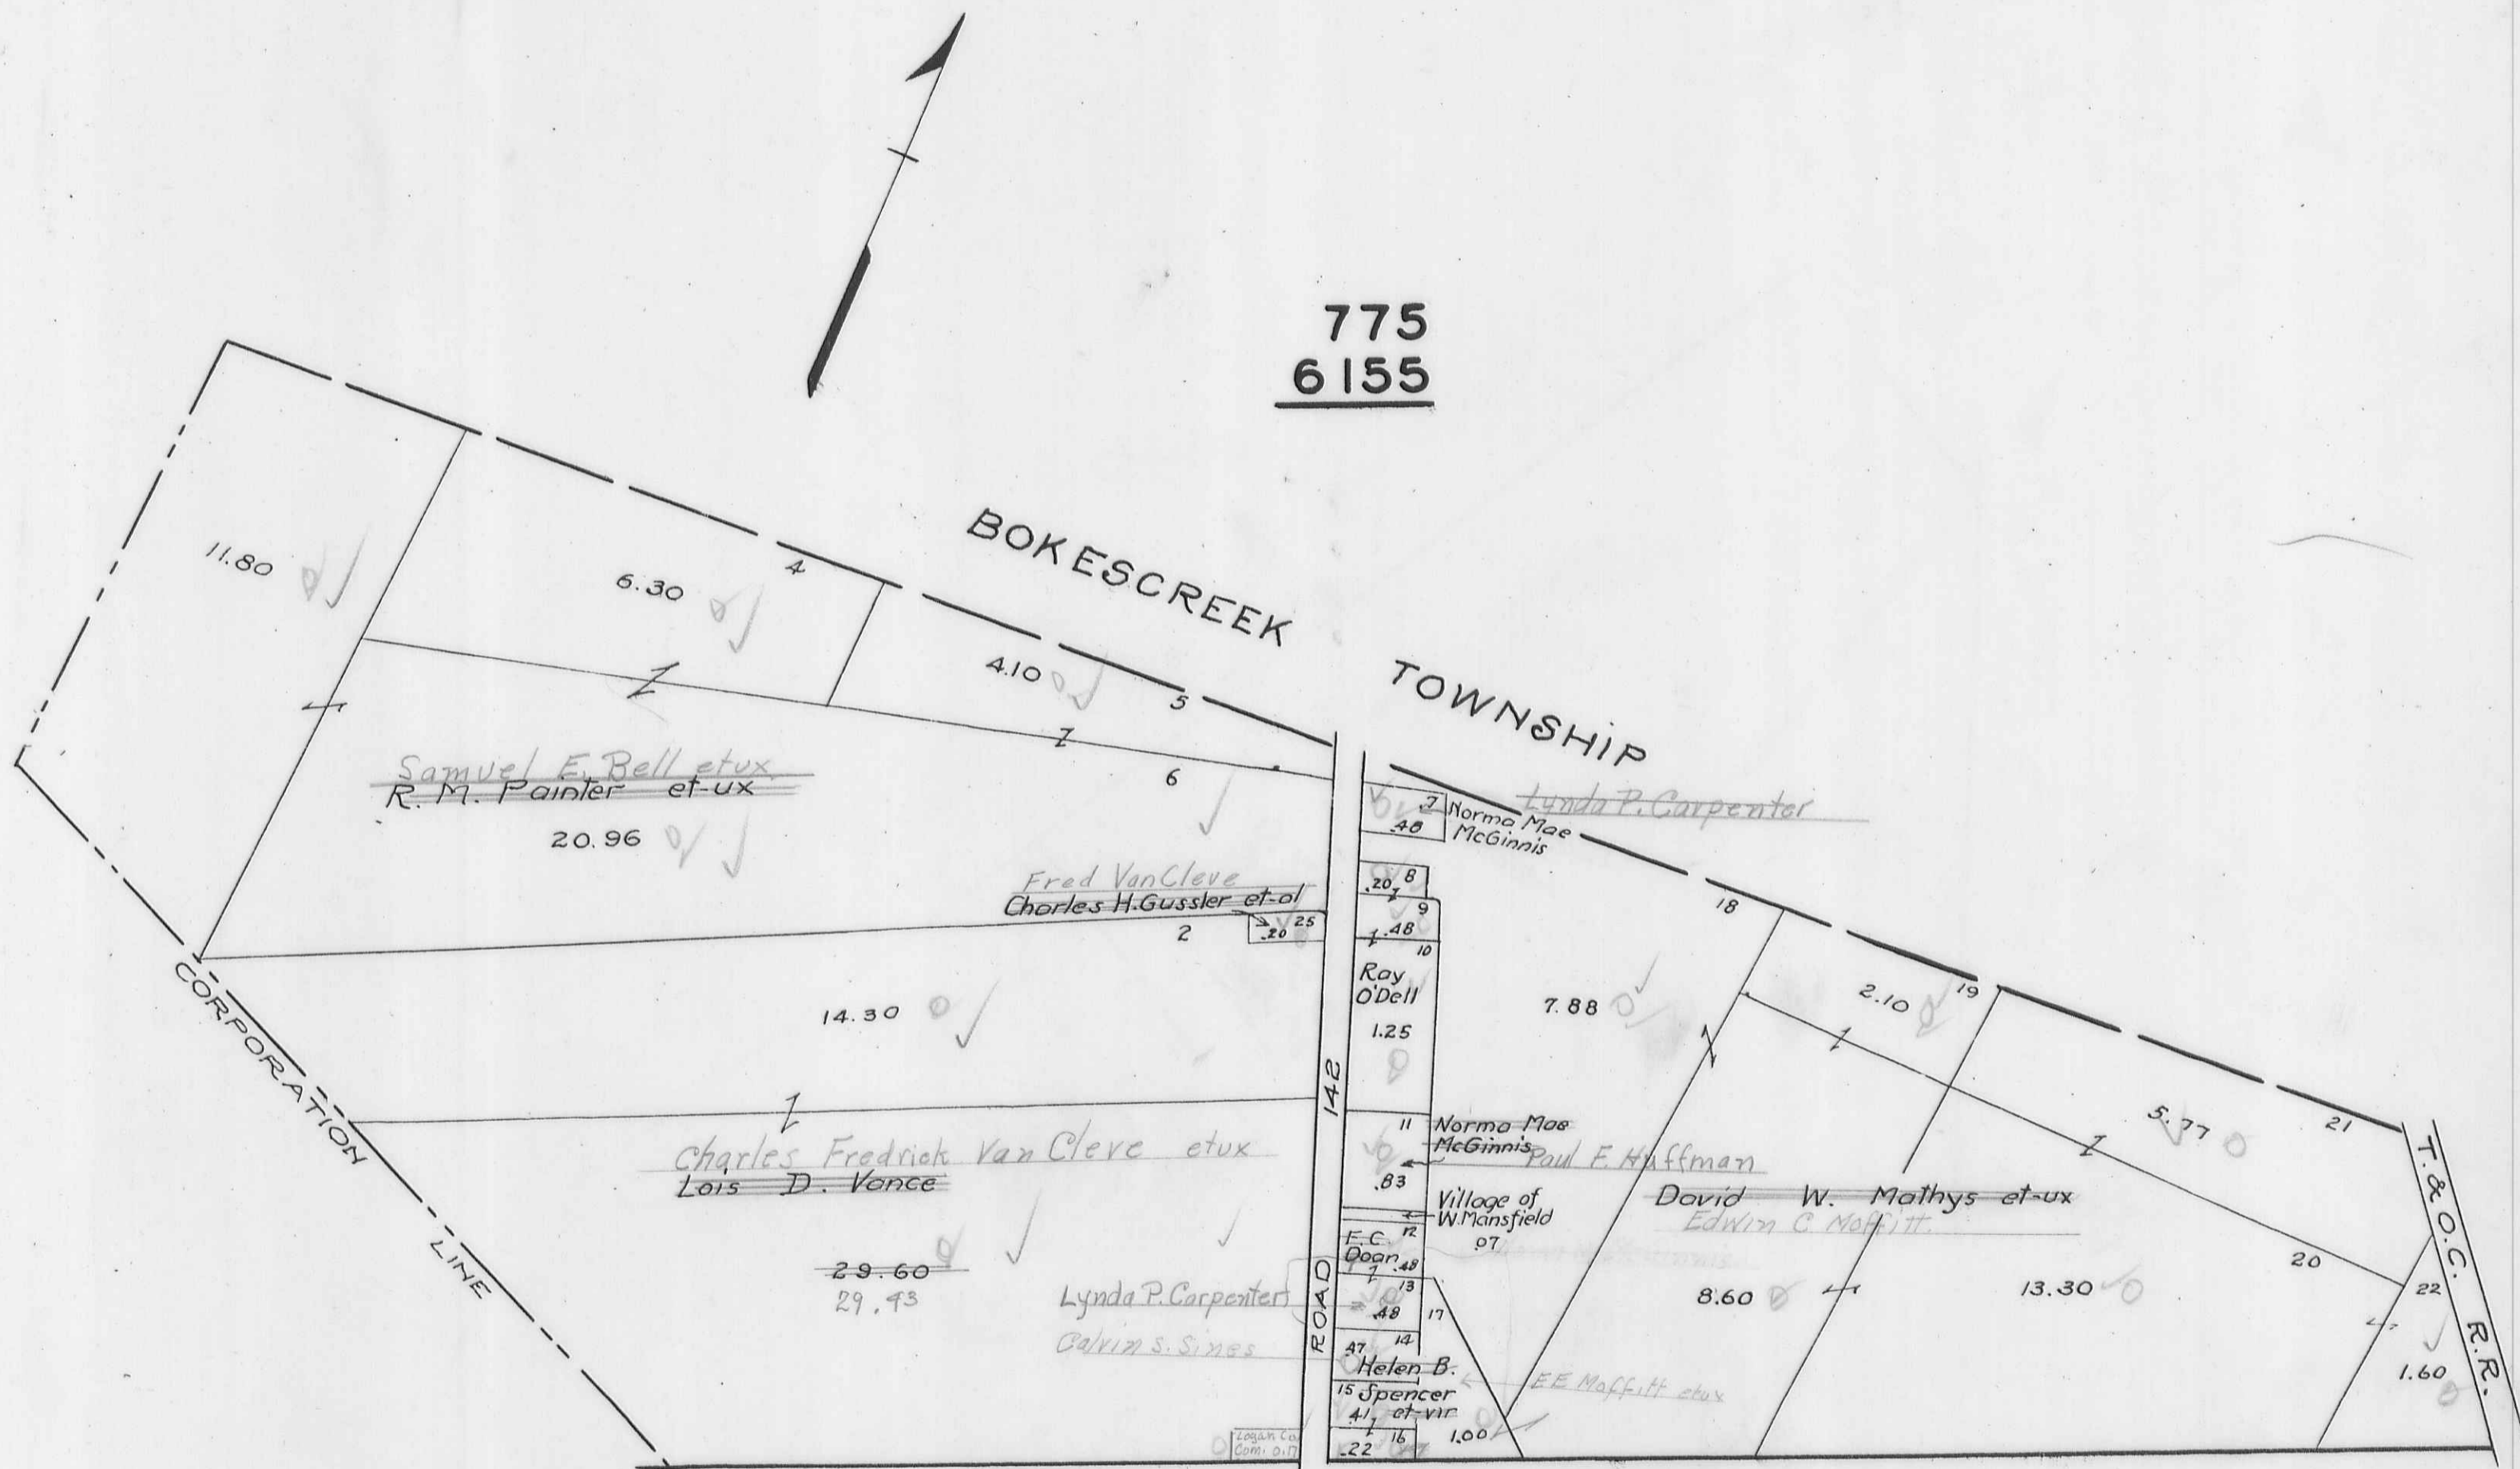 775
6155
BOKESCREEK TOWNSHIP
11.80
6.30
4
4.10
5
Samuel E. Bell etux
R. M. Painter et-ux
20.96
6
Fred VanCleve
Charles H. Gussler et-al
.20 25
2
14.30
CORPORATION LINE
Charles Fredrick Van Cleve etux
Lois D. Vance
29.60
29.43
Lynda P. Carpenter
Calvin S. Sines
Logan Co.
Com. 0.17
ROAD 142
7
.48
Norma Mae
McGinnis
Lynda P. Carpenter
.20 8
9
.48
10
Ray
O'Dell
1.25
11
Norma Mae
McGinnis
.83
Paul F. Huffman
Village of
W. Mansfield
.07
12
F.C.
Doan
.48
13
.48
17
14
.47
Helen B.
15 Spencer
.41 et-vir
16
.22
1.00
EE Moffitt etux
18
7.88
2.10
19
5.77
21
David W. Mathys et-ux
Edwin C. Moffitt
8.60
13.30
20
22
1.60
T. & O.C. R.R.